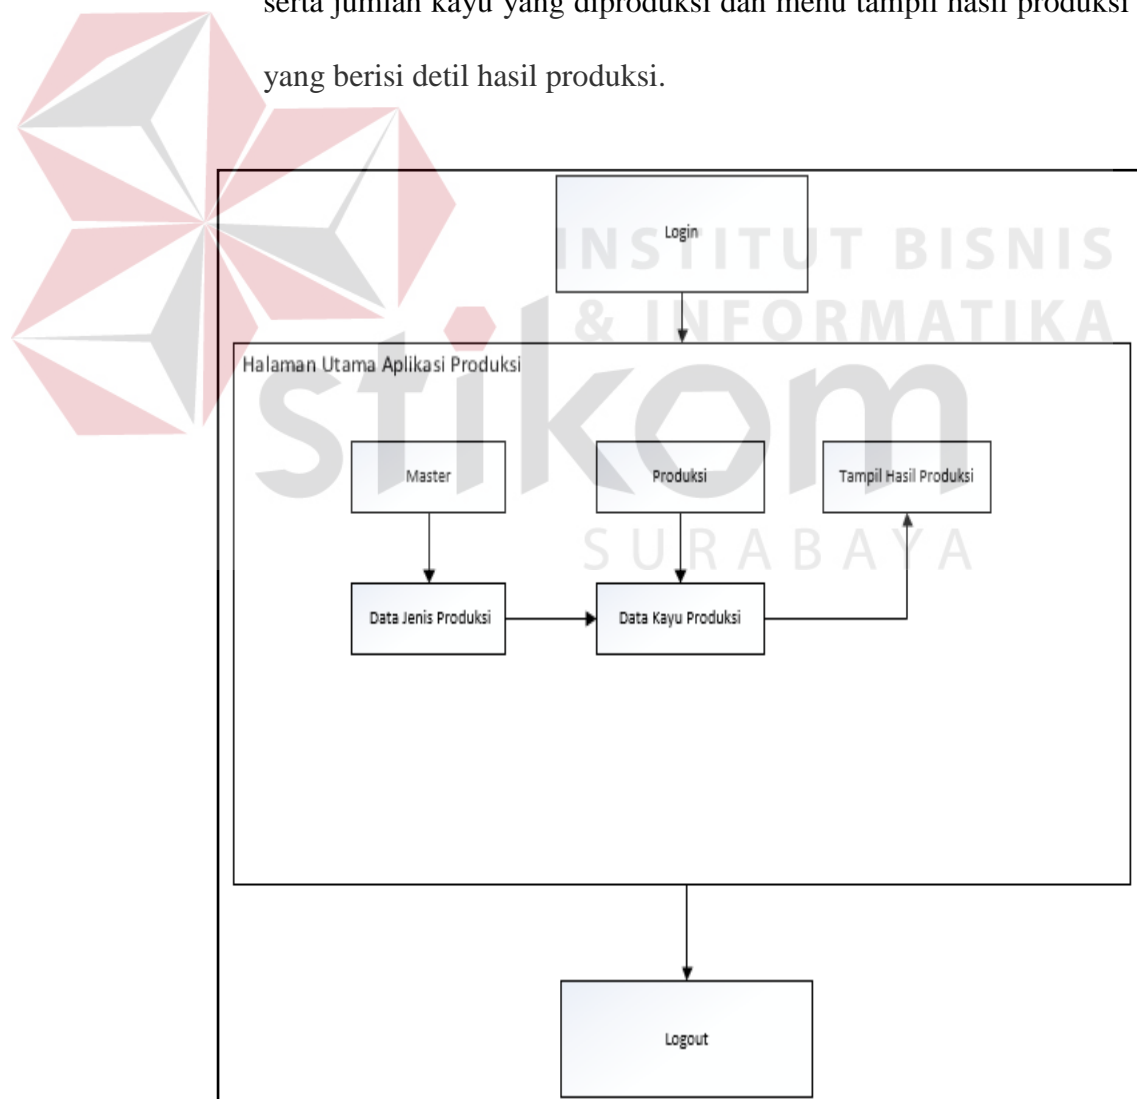 serta jumlah kayu yang diproduksi dan menu tampil hasil produksi
yang berisi detil hasil produksi.
Login
INSTITUT BISNIS
& INFORMATIKA
Halaman Utama Aplikasi Produksi
stikom
Master
Produksi
Tampil Hasil Produksi
SURABAYA
Data Jenis Produksi
Data Kayu Produksi
Logout